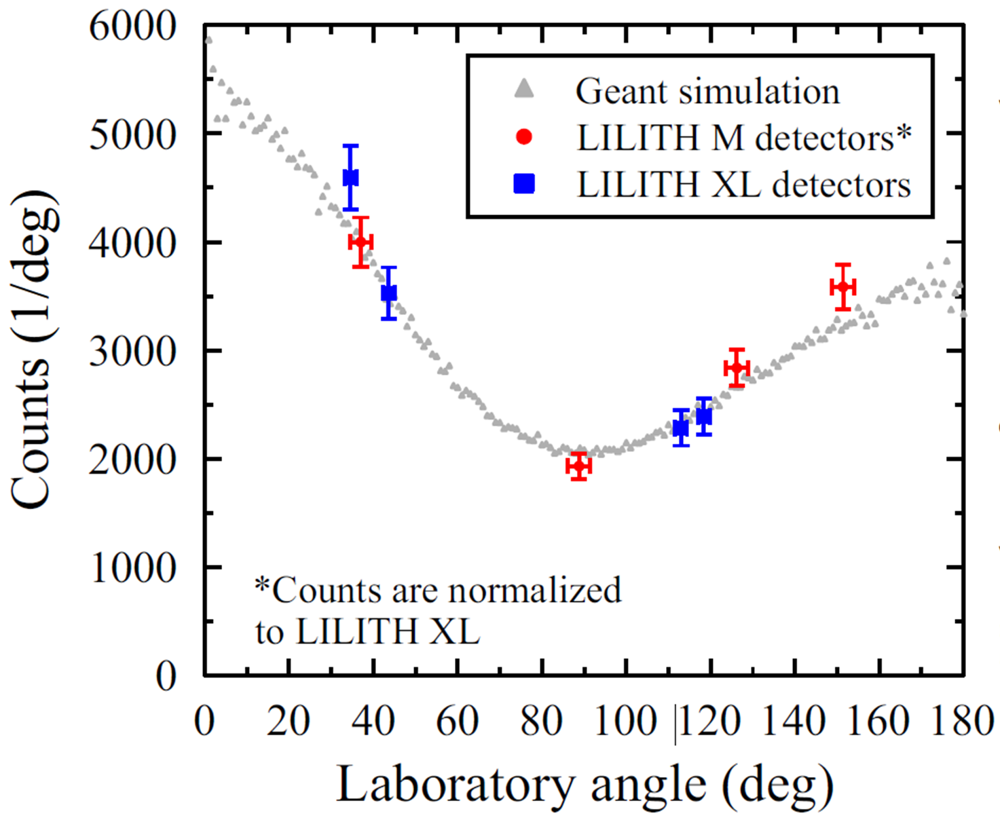 6000
5000
4000
3000
2000
1000
0
Counts (1/deg)
Geant simulation
LILITH M detectors*
LILITH XL detectors
*Counts are normalized
to LILITH XL
0 20 40 60 80 100 120 140 160 180
Laboratory angle (deg)